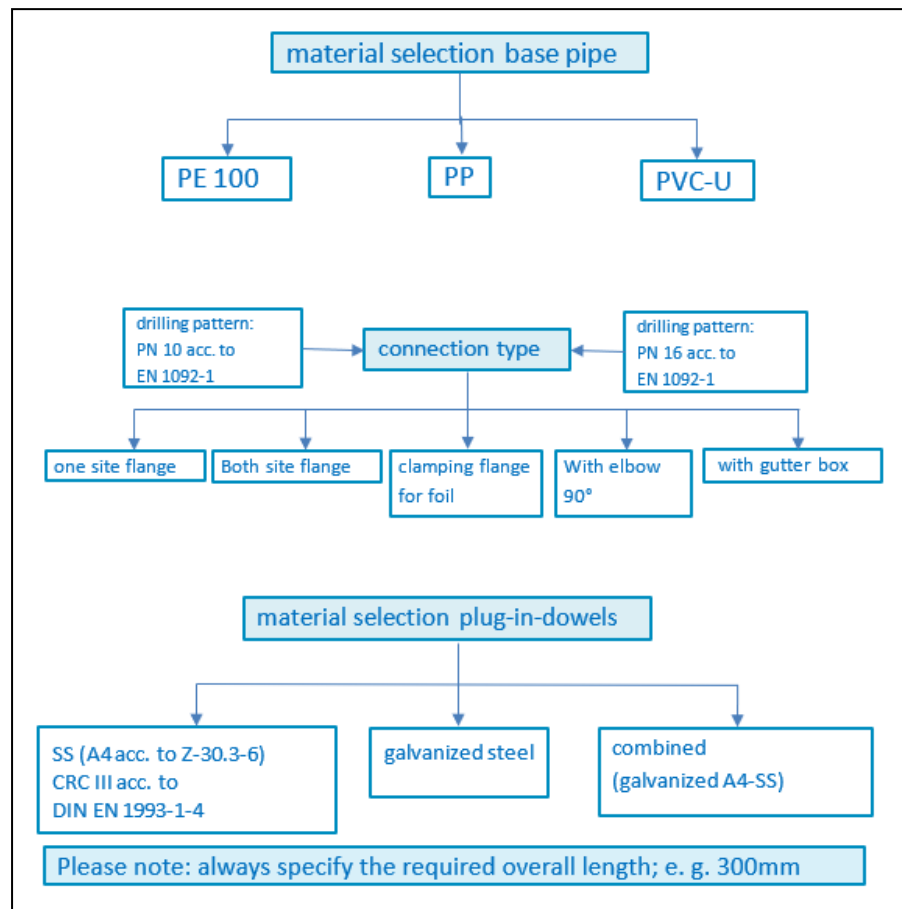 material selection base pipe
PE 100
PP
PVC-U
drilling pattern:
PN 10 acc. to
EN 1092-1
connection type
drilling pattern:
PN 16 acc. to
EN 1092-1
one site flange
Both site flange
clamping flange
for foil
With elbow
90°
with gutter box
material selection plug-in-dowels
SS (A4 acc. to Z-30.3-6)
CRC III acc. to
DIN EN 1993-1-4
galvanized steel
combined
(galvanized A4-SS)
Please note: always specify the required overall length; e. g. 300mm